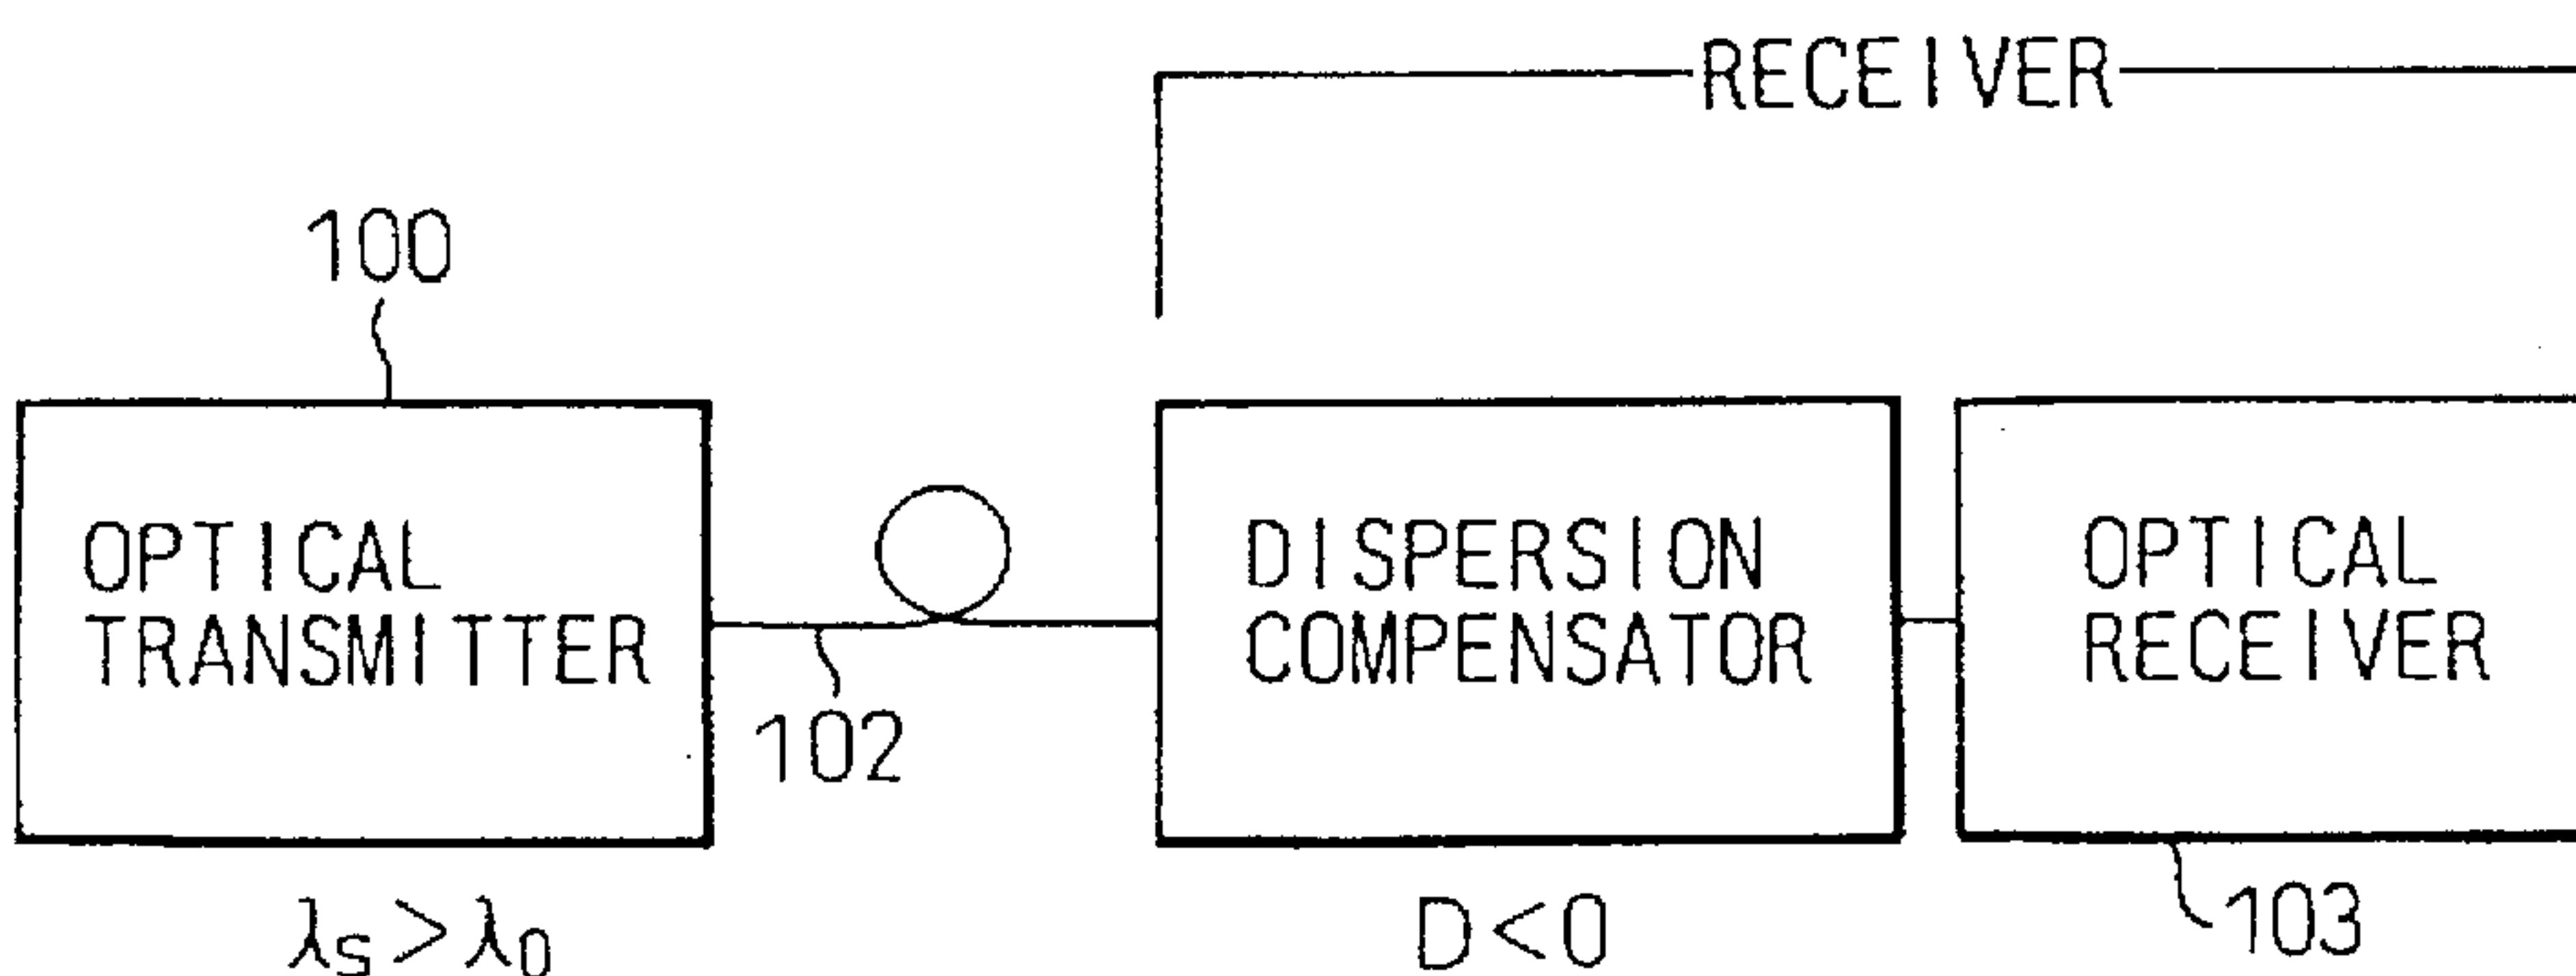 RECEIVER
100
OPTICAL
TRANSMITTER
102
DISPERSION
COMPENSATOR
OPTICAL
RECEIVER
λS>λ0
D<0
103